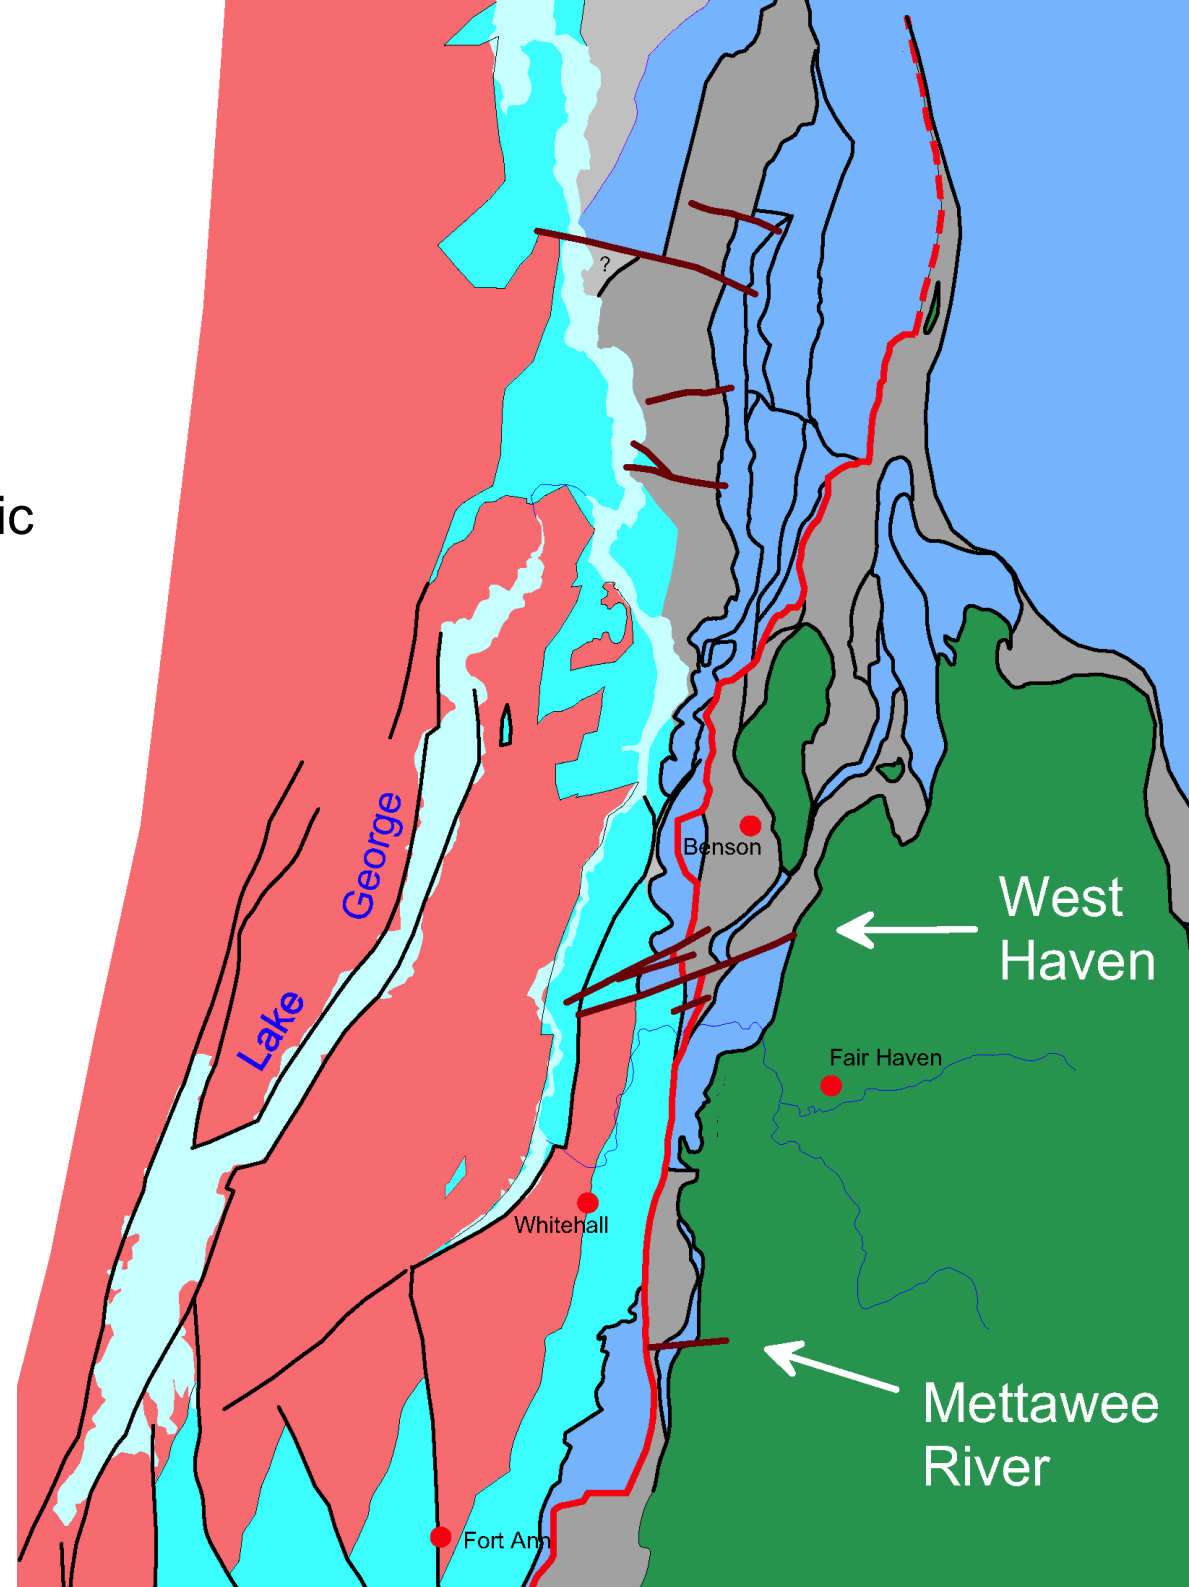 ?
ic
George
Benson
West
Haven
Lake
Fair Haven
Whitehall
Mettawee
River
Fort Ann